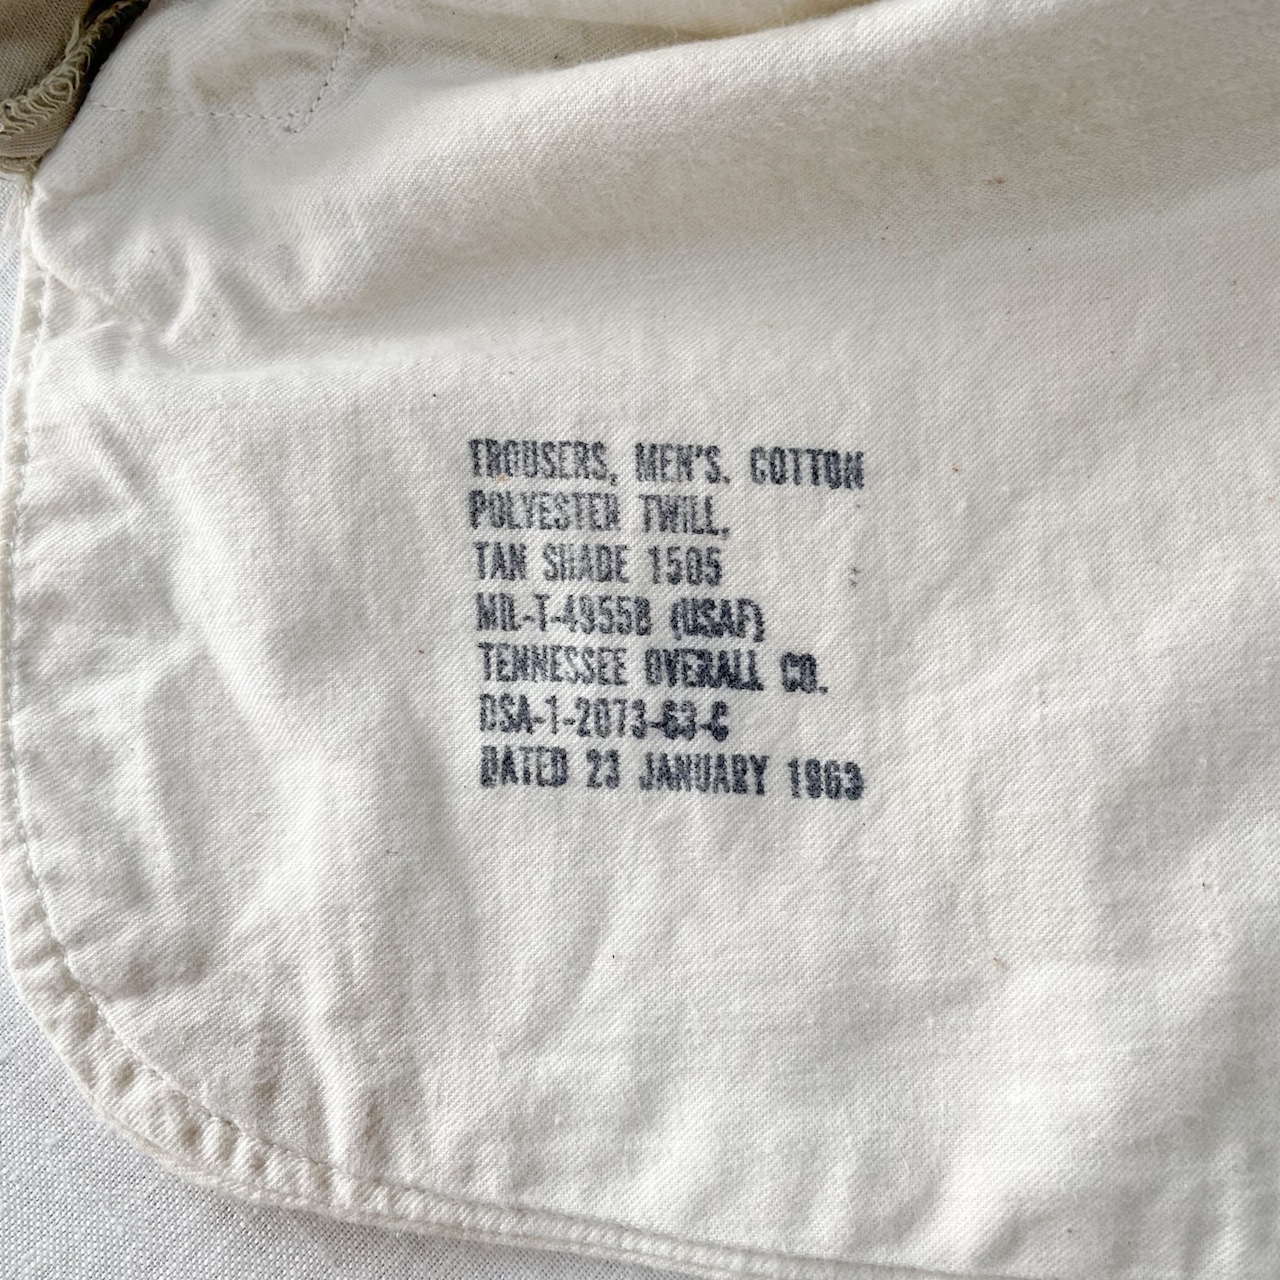 TROUSERS, MEN'S. COTTON
POLYESTER TWILL,
TAN SHADE 1505
MIL-T-4955B (USAF)
TENNESSEE OVERALL CO.
DSA-1-2073-63-C
DATED 23 JANUARY 1963